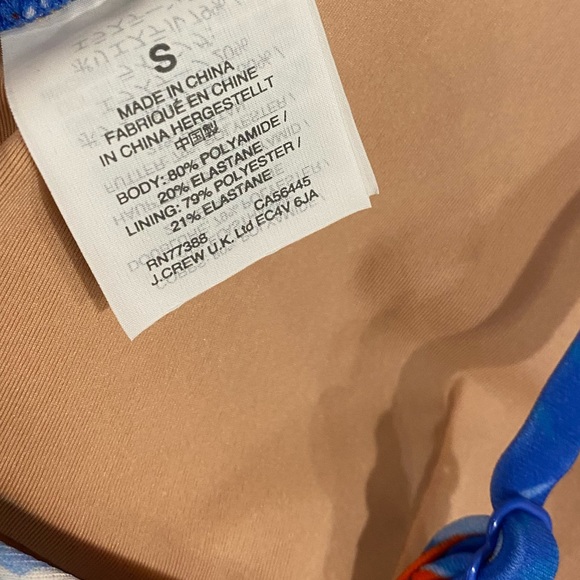 S
MADE IN CHINA
FABRIQUÉ EN CHINE
IN CHINA HERGESTELLT
中国製
BODY: 80% POLYAMIDE /
20% ELASTANE
LINING: 79% POLYESTER /
21% ELASTANE
RN77388 CA56445
J.CREW U.K. Ltd EC4V 6JA